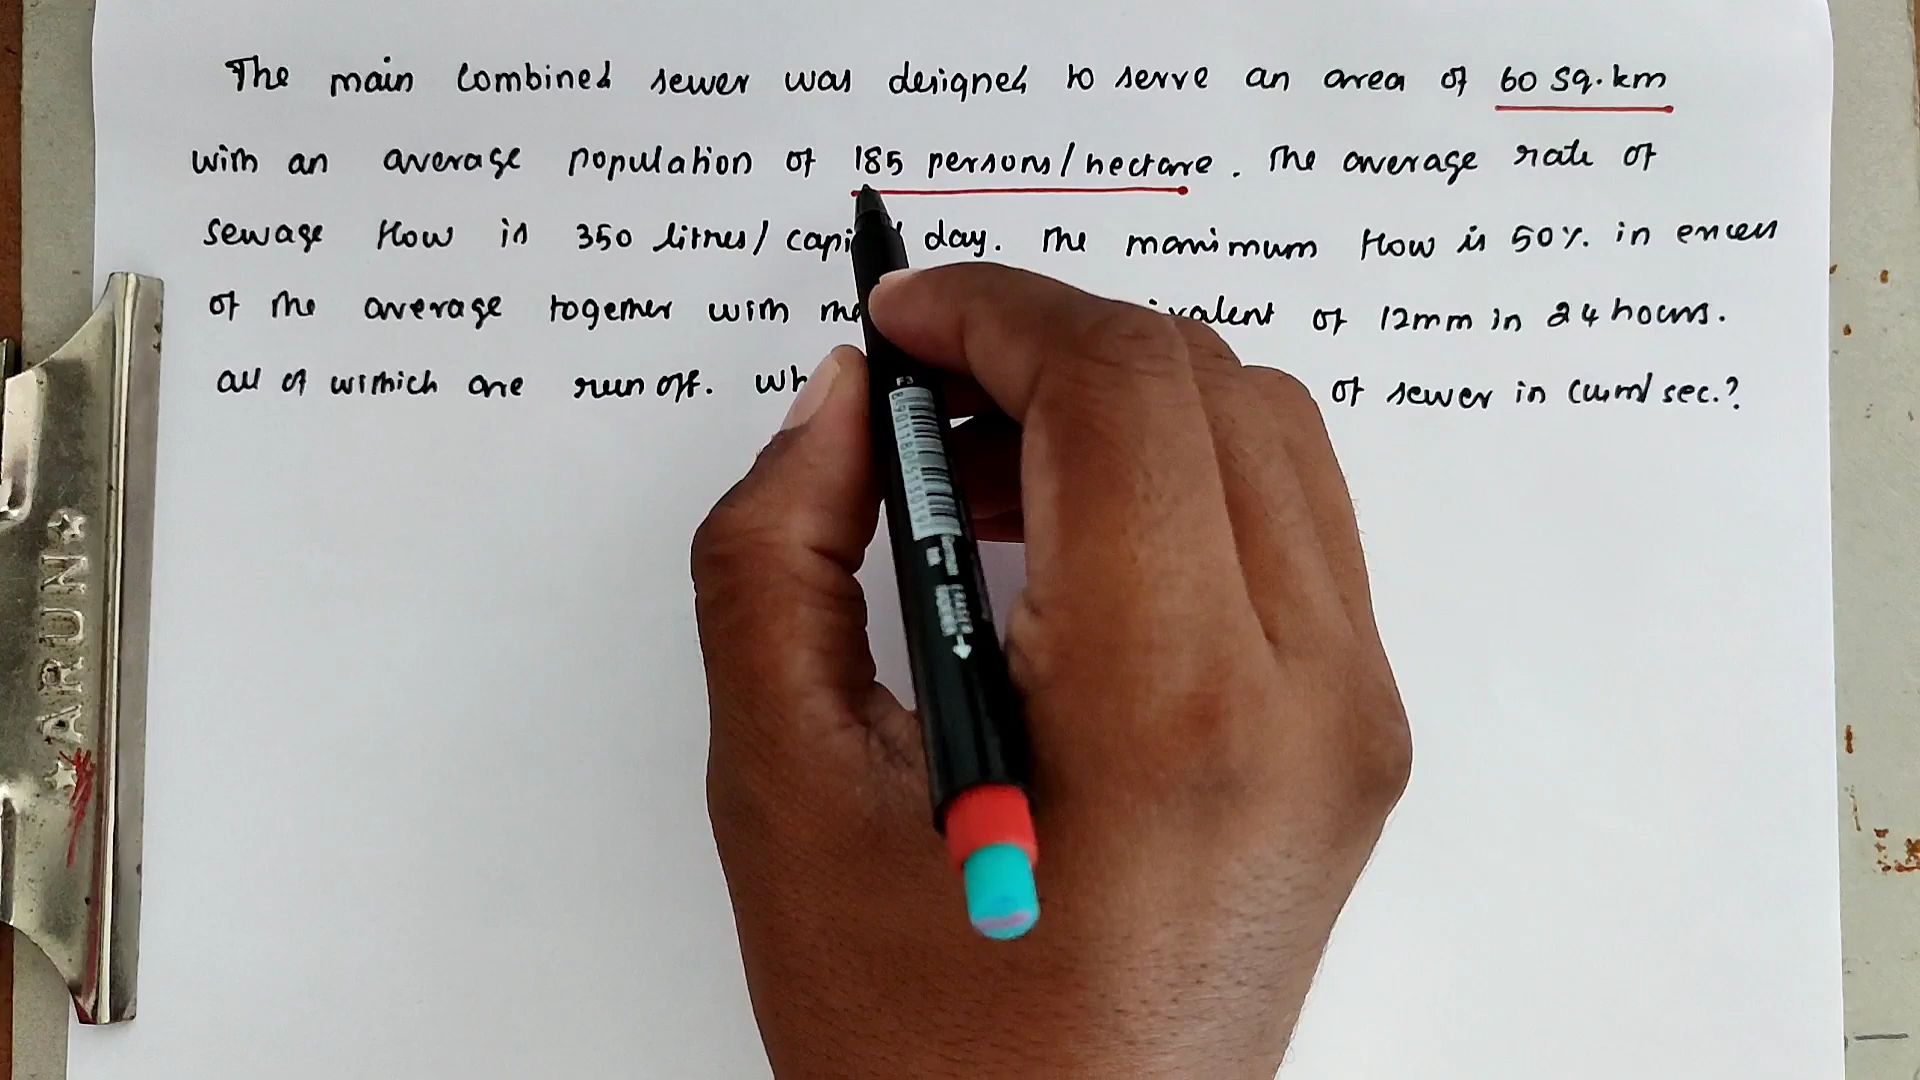 The main combined sewer was designed to serve an area of 60 sq.km
with an average population of 185 persons/hectare. The average rate of
sewage flow is 350 litres/ day. The maximum flow is 50%. in excess
of the average together with of 12mm in 24 hours.
all of which are run off. of sewer in cum/sec.?
ARUN
F3